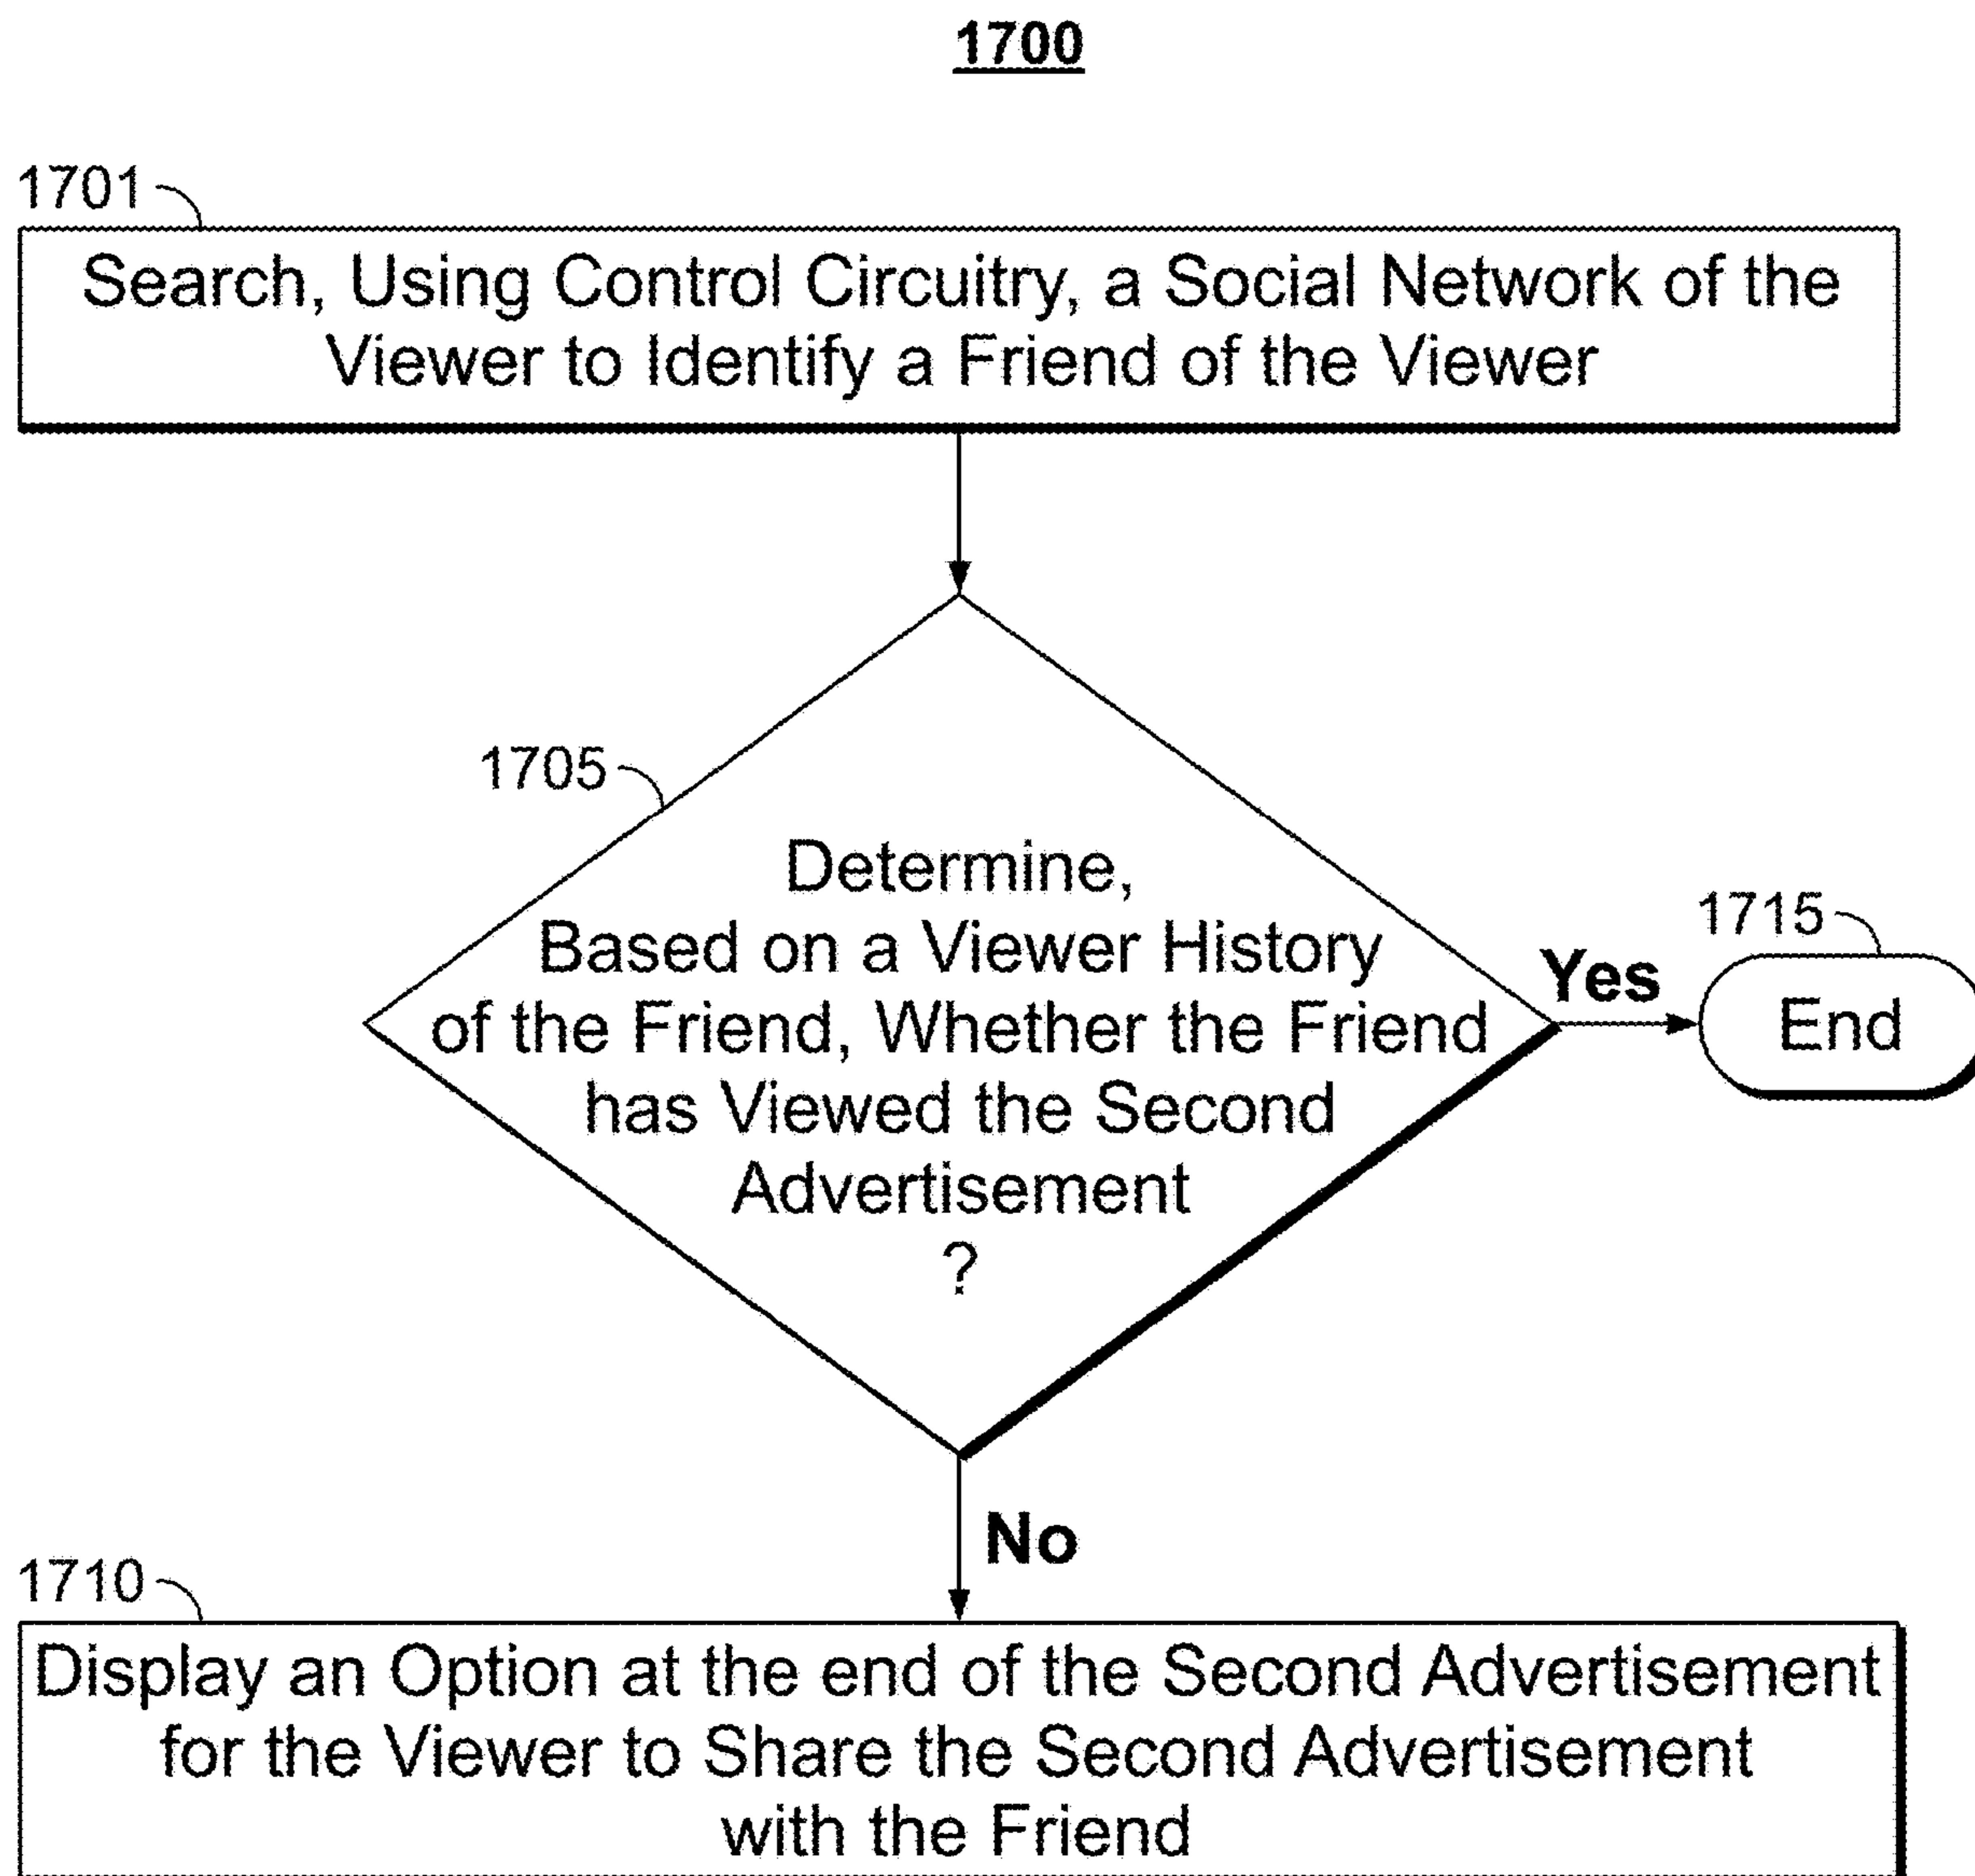 1700
1701
Search, Using Control Circuitry, a Social Network of the
Viewer to Identify a Friend of the Viewer
1705
Determine,
Based on a Viewer History
of the Friend, Whether the Friend
has Viewed the Second
Advertisement
?
Yes
1715
End
No
1710
Display an Option at the end of the Second Advertisement
for the Viewer to Share the Second Advertisement
with the Friend